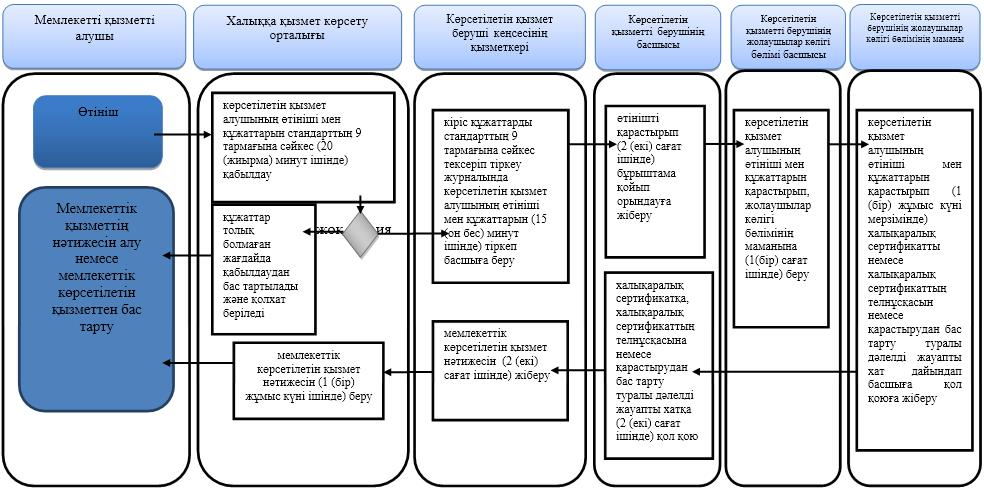 Мемлекетті қызметті
алушы
Халыққа қызмет көрсету
орталығы
Көрсетілетін қызмет
беруші кеңсесінің
қызметкері
Көрсетілетін
қызметті берушінің
басшысы
Көрсетілетін
қызметті берушінің
жолаушылар көлігі
бөлімі басшысы
Көрсетілетін қызметті
берушінің жолаушылар
көлігі бөлімінің маманы
Өтініш
көрсетілетін қызмет
алушының өтініші мен
құжаттарын стандарттың 9
тармағына сәйкес (20
(жиырма) минут ішінде)
қабылдау
кіріс құжаттарды
стандарттың 9
тармағына сәйкес
тексеріп тіркеу
журналында
көрсетілетін қызмет
алушының өтініші
мен құжаттарын (15
(он бес) минут
ішінде) тіркеп
басшыға беру
өтінішті
қарастырып
(2 (екі) сағат
ішінде)
бұрыштама
қойып
орындауға
жіберу
көрсетілетін
қызмет
алушының
өтініші мен
құжаттарын
қарастырып,
жолаушылар
көлігі
бөлімінің
маманына
(1(бір) сағат
ішінде) беру
көрсетілетін
қызмет
алушының
өтініші мен
құжаттарын
қарастырып (1
(бір) жұмыс күні
мерзімінде)
халықаралық
сертификатты
немесе
халықаралық
сертификаттың
телнұсқасын
немесе
қарастырудан бас
тарту туралы
дәлелді жауапты
хат дайындап
басшыға қол
қоюға жіберу
Мемлекеттік
қызметтің
нәтижесін алу
немесе
мемлекеттік
көрсетілетін
қызметтен бас
тарту
құжаттар
толық
болмаған
жағдайда
қабылдаудан
бас тартылады
және қолхат
беріледі
жоқ ия
халықаралық
сертификатқа,
халықаралық
сертификаттың
телнұсқасына
немесе
қарастырудан
бас тарту
туралы дәлелді
жауапты хатқа
(2 (екі) сағат
ішінде) қол қою
мемлекеттік
көрсетілетін қызмет
нәтижесін (2 (екі)
сағат ішінде) жіберу
мемлекеттік
көрсетілетін қызмет
нәтижесін (1 (бір)
жұмыс күні ішінде) беру